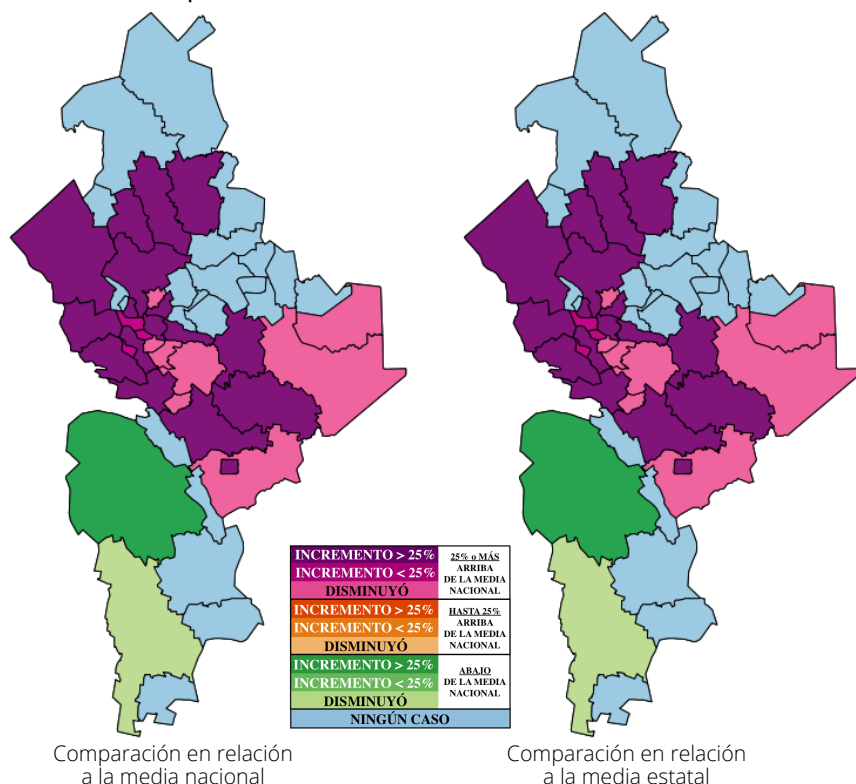 INCREMENTO > 25%
INCREMENTO < 25%
DISMINUYÓ
25% o MÁS
ARRIBA
DE LA MEDIA
NACIONAL
INCREMENTO > 25%
INCREMENTO < 25%
DISMINUYÓ
HASTA 25%
ARRIBA
DE LA MEDIA
NACIONAL
INCREMENTO > 25%
INCREMENTO < 25%
DISMINUYÓ
ABAJO
DE LA MEDIA
NACIONAL
NINGÚN CASO
Comparación en relación
a la media nacional
Comparación en relación
a la media estatal